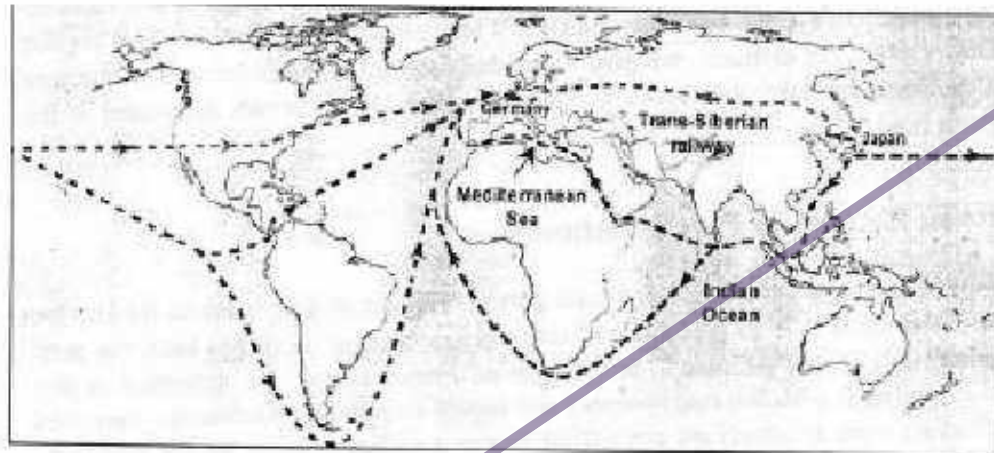 Germany
Trans-Siberian
railway
Japan
Mediterranean
Sea
Indian
Ocean